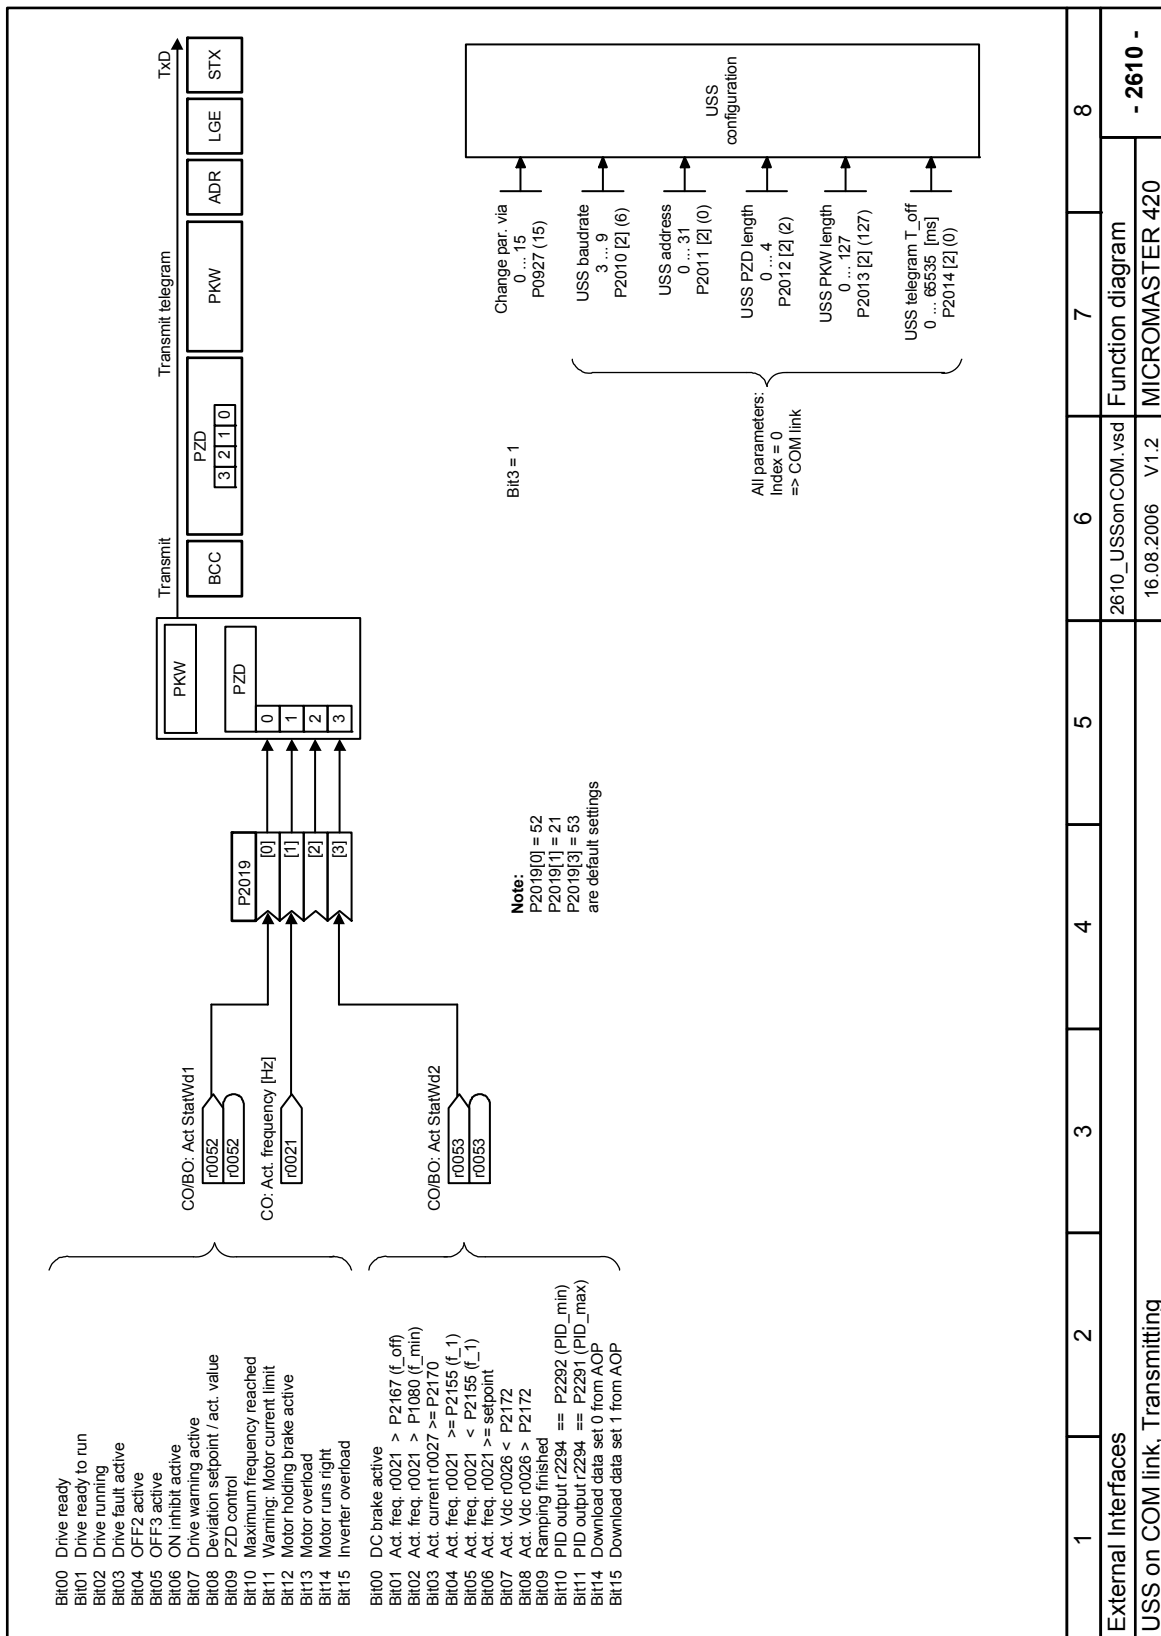 Bit00 Drive ready
Bit01 Drive ready to run
Bit02 Drive running
Bit03 Drive fault active
Bit04 OFF2 active
Bit05 OFF3 active
Bit06 ON inhibit active
Bit07 Drive warning active
Bit08 Deviation setpoint / act. value
Bit09 PZD control
Bit10 Maximum frequency reached
Bit11 Warning: Motor current limit
Bit12 Motor holding brake active
Bit13 Motor overload
Bit14 Motor runs right
Bit15 Inverter overload
Bit00 DC brake active
Bit01 Act. freq. r0021 > P2167 (f_off)
Bit02 Act. freq. r0021 > P1080 (f_min)
Bit03 Act. current r0027 >= P2170
Bit04 Act. freq. r0021 >= P2155 (f_1)
Bit05 Act. freq. r0021 < P2155 (f_1)
Bit06 Act. freq. r0021 >= setpoint
Bit07 Act. Vdc r0026 < P2172
Bit08 Act. Vdc r0026 > P2172
Bit09 Ramping finished
Bit10 PID output r2294 == P2292 (PID_min)
Bit11 PID output r2294 == P2291 (PID_max)
Bit14 Download data set 0 from AOP
Bit15 Download data set 1 from AOP
CO/BO: Act StatWd1
r0052
r0052
CO: Act. frequency [Hz]
r0021
CO/BO: Act StatWd2
r0053
r0053
P2019
[0]
[1]
[2]
[3]
Note:
P2019[0] = 52
P2019[1] = 21
P2019[3] = 53
are default settings
PKW
PZD
0
1
2
3
Transmit
Transmit telegram
TxD
BCC
PZD
3 2 1 0
PKW
ADR
LGE
STX
Bit3 = 1
Change par. via
0 ... 15
P0927 (15)
USS baudrate
3 ... 9
P2010 [2] (6)
USS address
0 ... 31
P2011 [2] (0)
USS PZD length
0 ... 4
P2012 [2] (2)
USS PKW length
0 ... 127
P2013 [2] (127)
USS telegram T_off
0 ... 65535 [ms]
P2014 [2] (0)
All parameters:
Index = 0
=> COM link
USS
configuration
1 2 3 4 5 6 7 8
External Interfaces
2610_USSonCOM.vsd
Function diagram
- 2610 -
USS on COM link, Transmitting
16.08.2006 V1.2
MICROMASTER 420